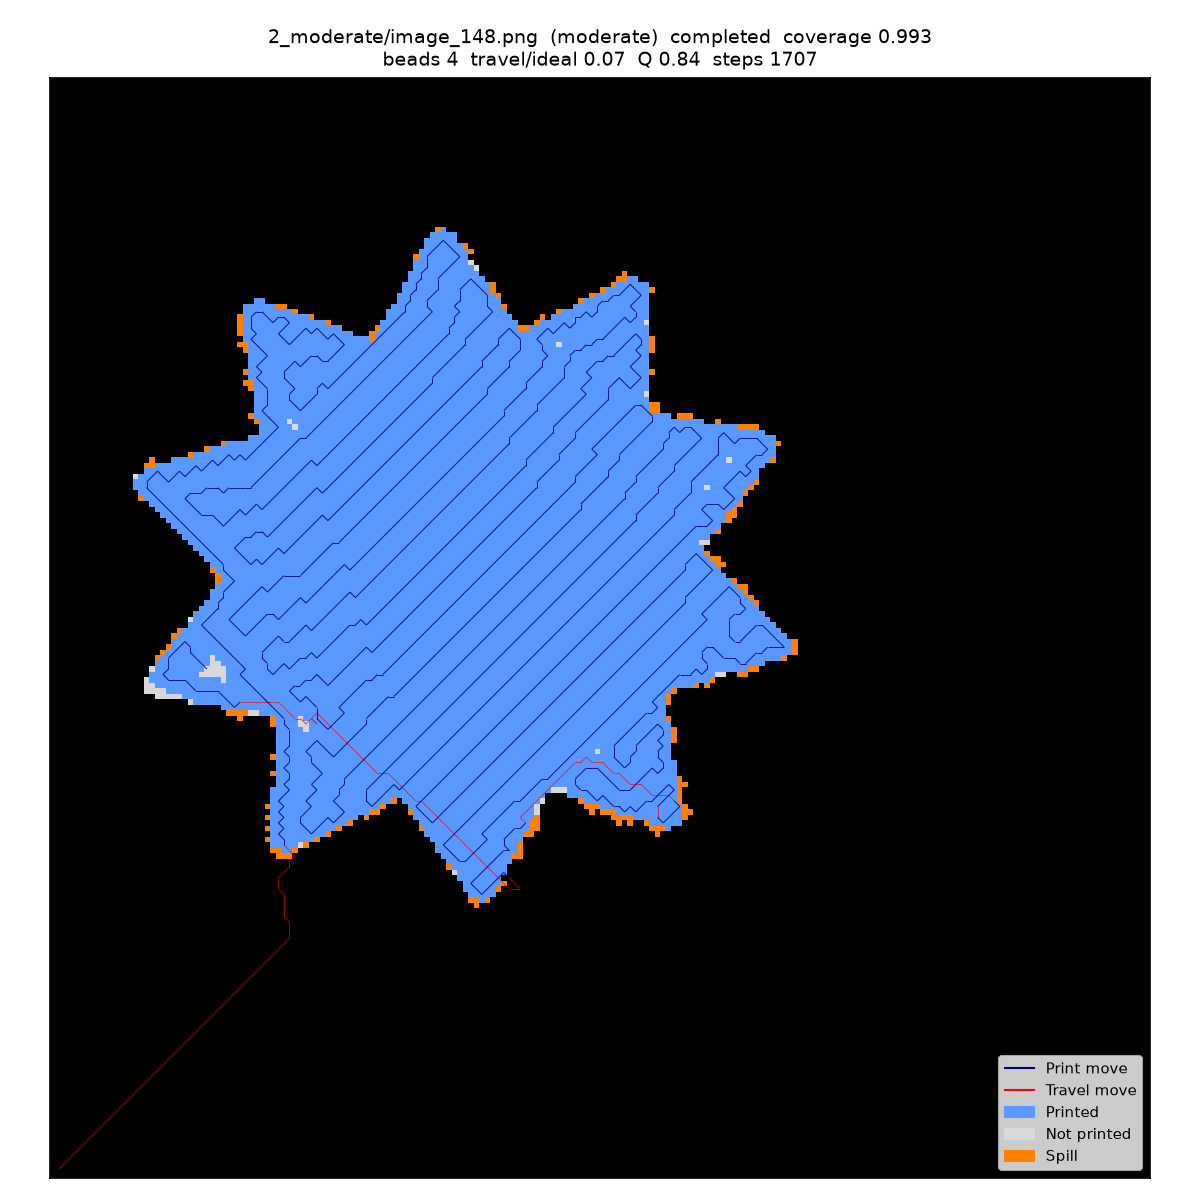 2_moderate/image_148.png  (moderate)  completed  coverage 0.993
beads 4  travel/ideal 0.07  Q 0.84  steps 1707
Print move
Travel move
Printed
Not printed
Spill